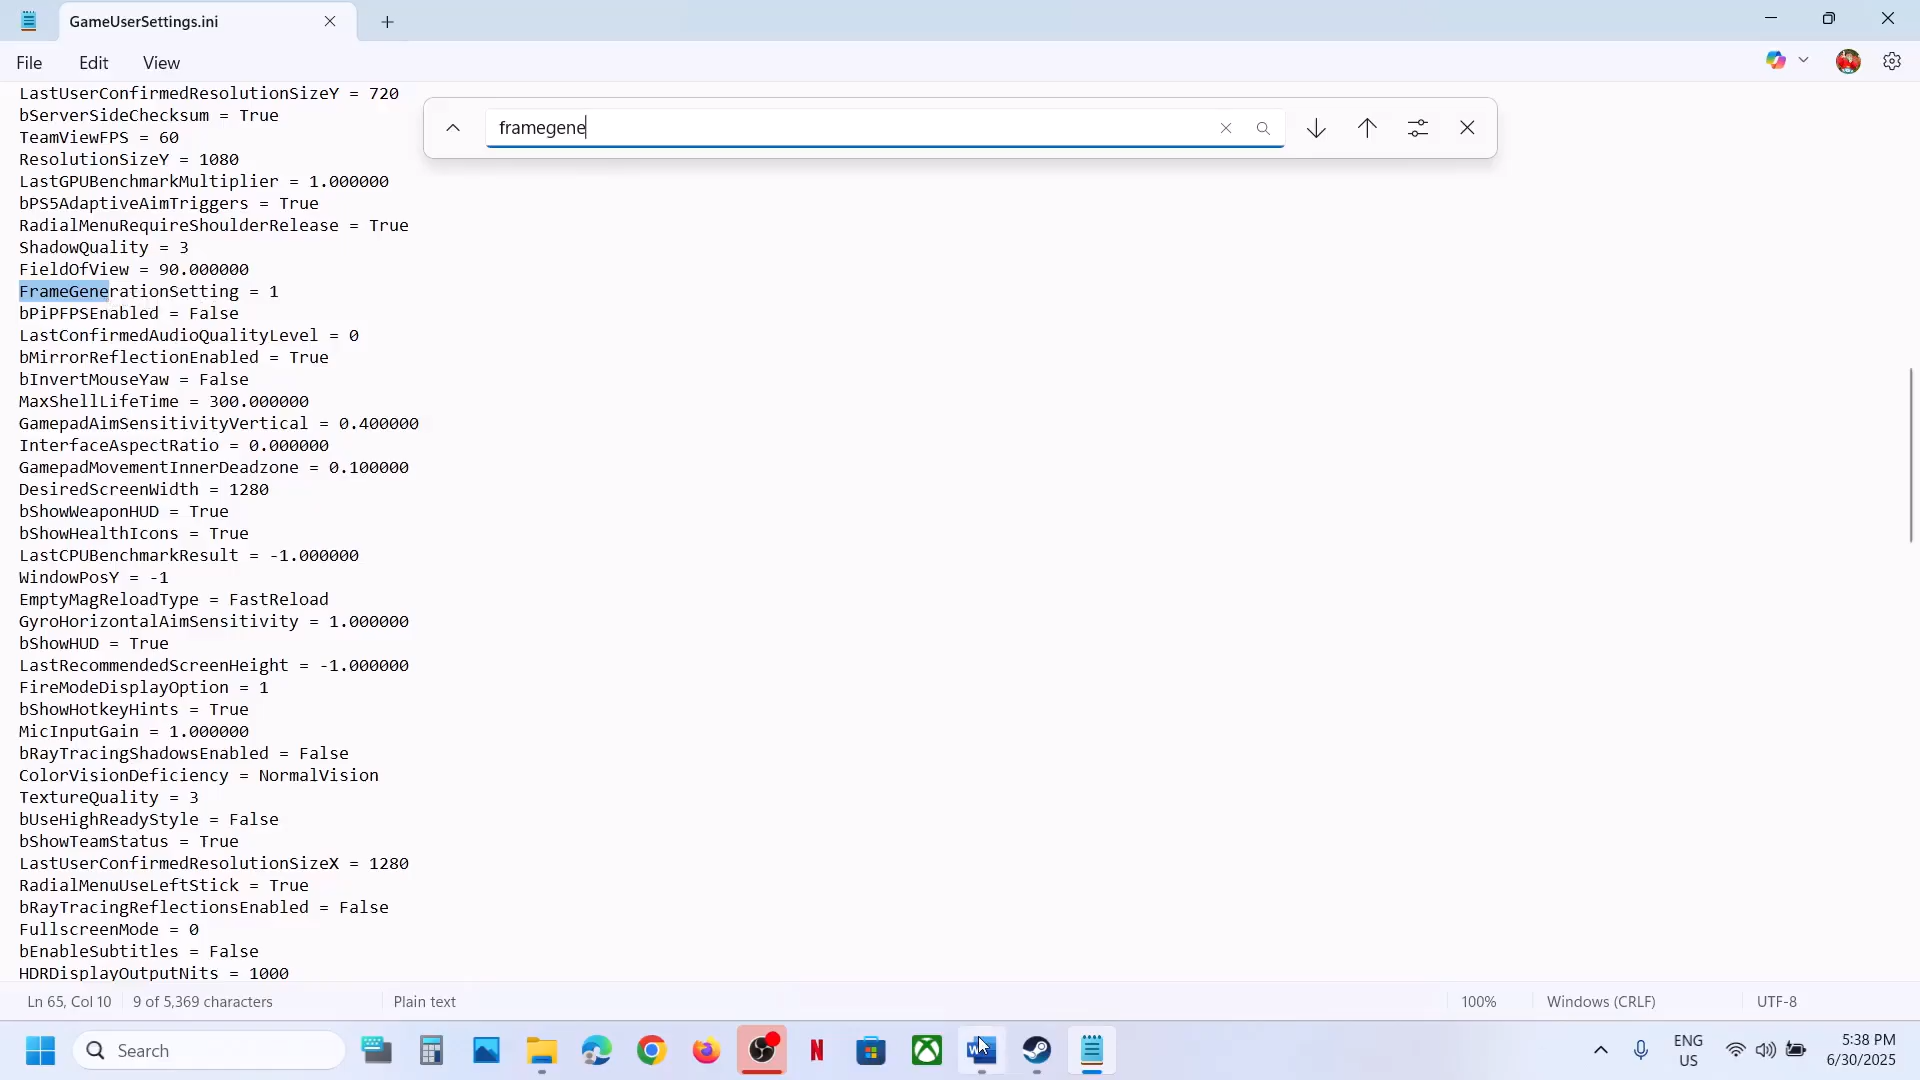 GameUserSettings.ini
File
Edit
View
framegene
LastUserConfirmedResolutionSizeY = 720
bServerSideChecksum = True
TeamViewFPS = 60
ResolutionSizeY = 1080
LastGPUBenchmarkMultiplier = 1.000000
bPS5AdaptiveAimTriggers = True
RadialMenuRequireShoulderRelease = True
ShadowQuality = 3
FieldOfView = 90.000000
FrameGenerationSetting = 1
bPiPFPSEnabled = False
LastConfirmedAudioQualityLevel = 0
bMirrorReflectionEnabled = True
bInvertMouseYaw = False
MaxShellLifeTime = 300.000000
GamepadAimSensitivityVertical = 0.400000
InterfaceAspectRatio = 0.000000
GamepadMovementInnerDeadzone = 0.100000
DesiredScreenWidth = 1280
bShowWeaponHUD = True
bShowHealthIcons = True
LastCPUBenchmarkResult = -1.000000
WindowPosY = -1
EmptyMagReloadType = FastReload
GyroHorizontalAimSensitivity = 1.000000
bShowHUD = True
LastRecommendedScreenHeight = -1.000000
FireModeDisplayOption = 1
bShowHotkeyHints = True
MicInputGain = 1.000000
bRayTracingShadowsEnabled = False
ColorVisionDeficiency = NormalVision
TextureQuality = 3
bUseHighReadyStyle = False
bShowTeamStatus = True
LastUserConfirmedResolutionSizeX = 1280
RadialMenuUseLeftStick = True
bRayTracingReflectionsEnabled = False
FullscreenMode = 0
bEnableSubtitles = False
HDRDisplayOutputNits = 1000
Ln 65, Col 10
9 of 5,369 characters
Plain text
100%
Windows (CRLF)
UTF-8
Search
ENG
US
5:38 PM
6/30/2025